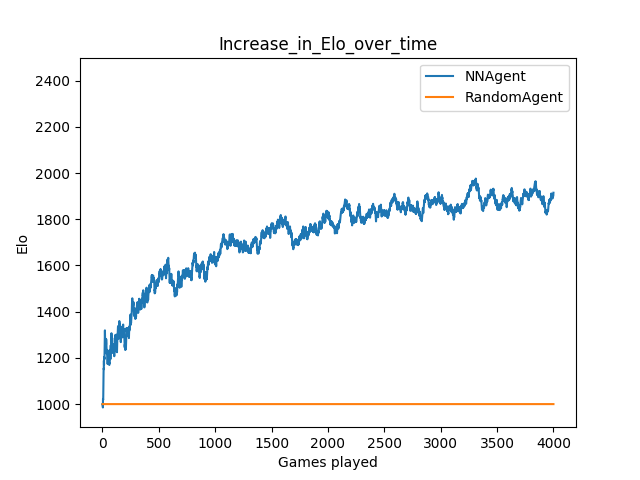 Increase_in_Elo_over_time
NNAgent
RandomAgent
2400
2200
2000
1800
1600
1400
1200
1000
Elo
0 500 1000 1500 2000 2500 3000 3500 4000
Games played